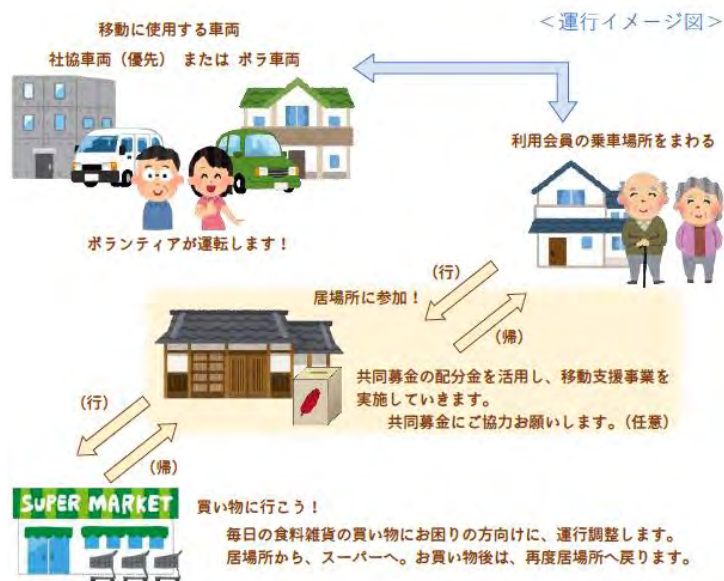 ＜運行イメージ図＞
移動に使用する車両
社協車両（優先） または ボラ車両
ボランティアが運転します！
利用会員の乗車場所をまわる
（行）
居場所に参加！
（帰）
共同募金の配分金を活用し、移動支援事業を
実施していきます。
共同募金にご協力お願いします。（任意）
（行）
（帰）
SUPER MARKET
買い物に行こう！
毎日の食料雑貨の買い物にお困りの方向けに、運行調整します。
居場所から、スーパーへ。お買い物後は、再度居場所へ戻ります。